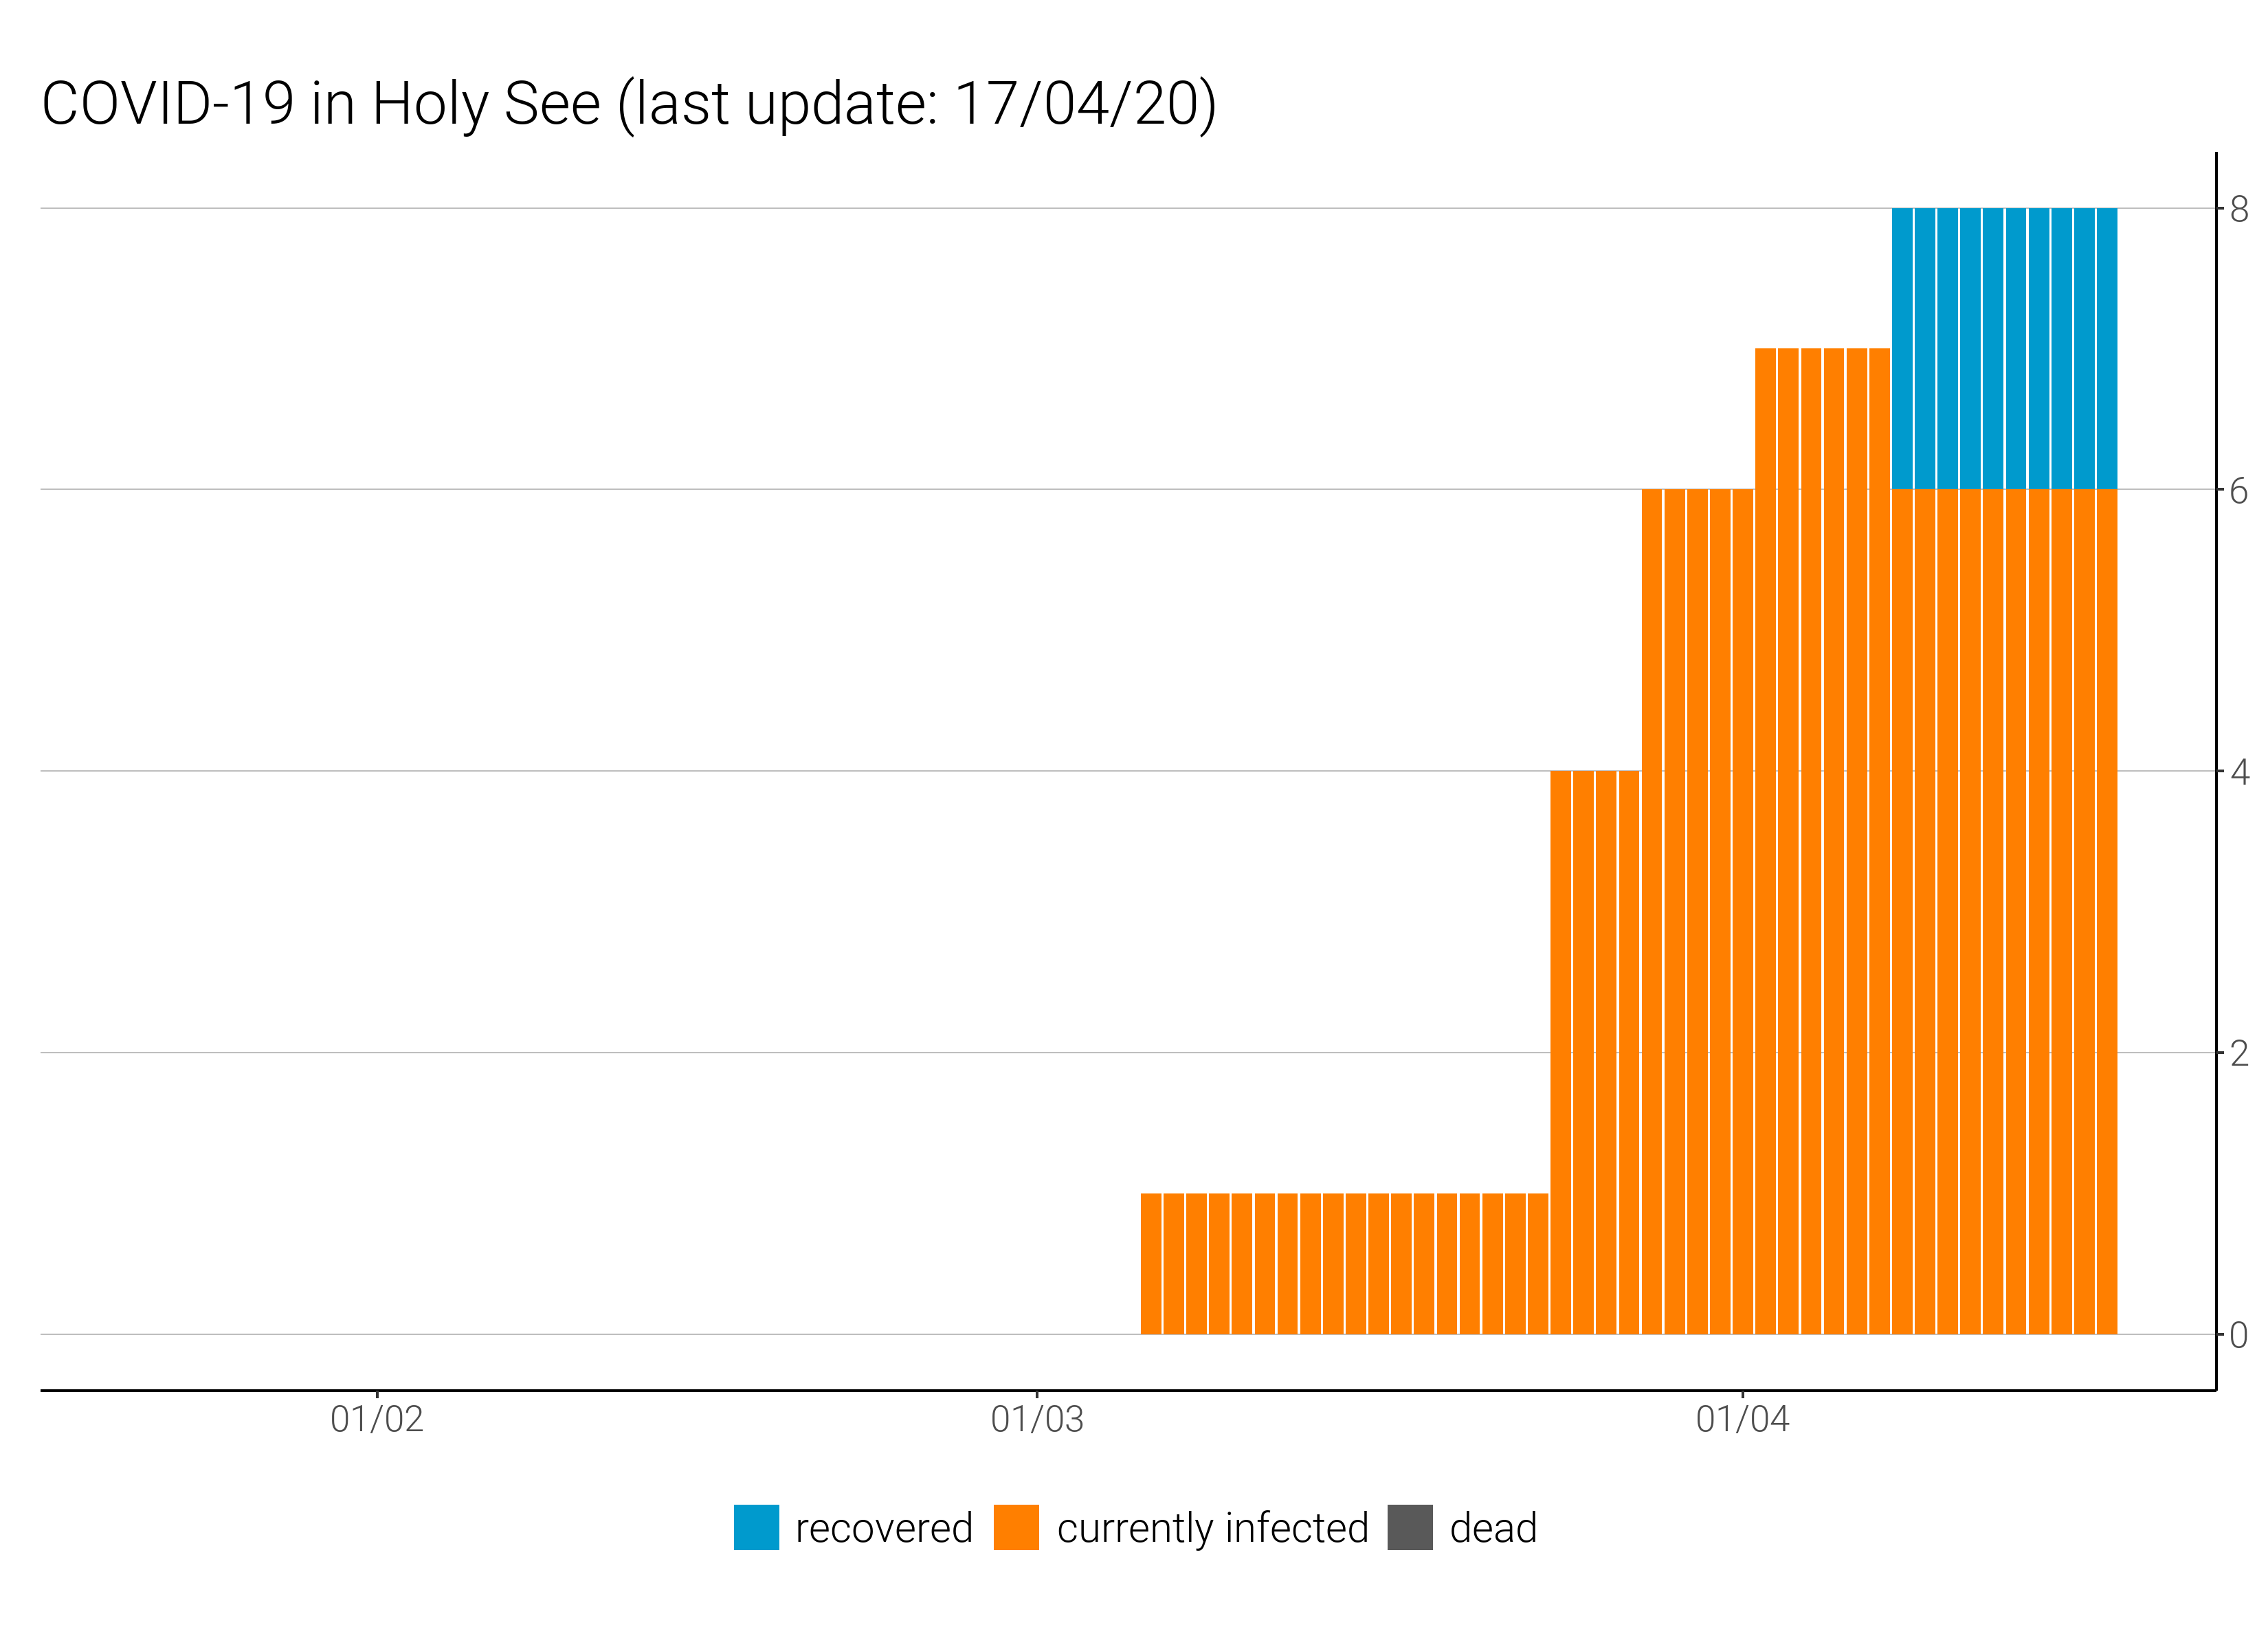 COVID-19 in Holy See (last update: 17/04/20)
8
6
4
2
0
01/02 01/03 01/04
recovered currently infected dead